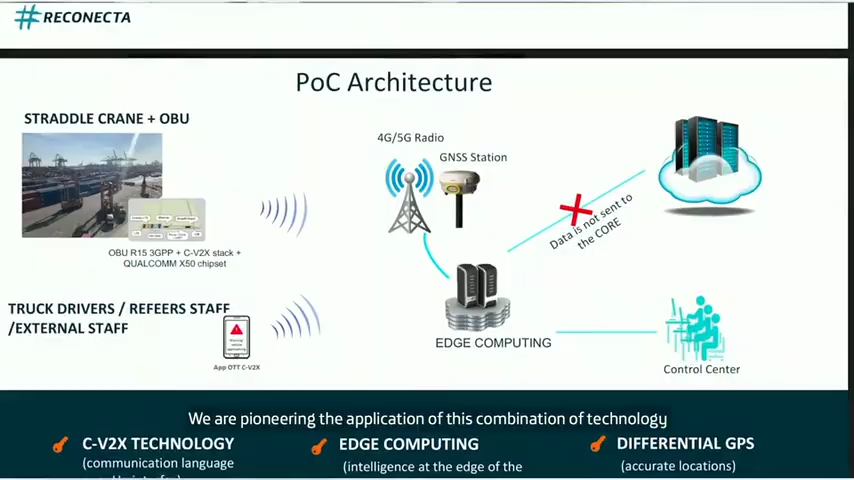 #RECONECTA
PoC Architecture
STRADDLE CRANE + OBU
OBU R15 3GPP + C-V2X stack +
QUALCOMM X50 chipset
TRUCK DRIVERS / REFEERS STAFF
/EXTERNAL STAFF
App OTT C-V2X
4G/5G Radio
GNSS Station
Data is not sent to
the CORE
EDGE COMPUTING
Control Center
We are pioneering the application of this combination of technology
C-V2X TECHNOLOGY
(communication language
EDGE COMPUTING
(intelligence at the edge of the
DIFFERENTIAL GPS
(accurate locations)